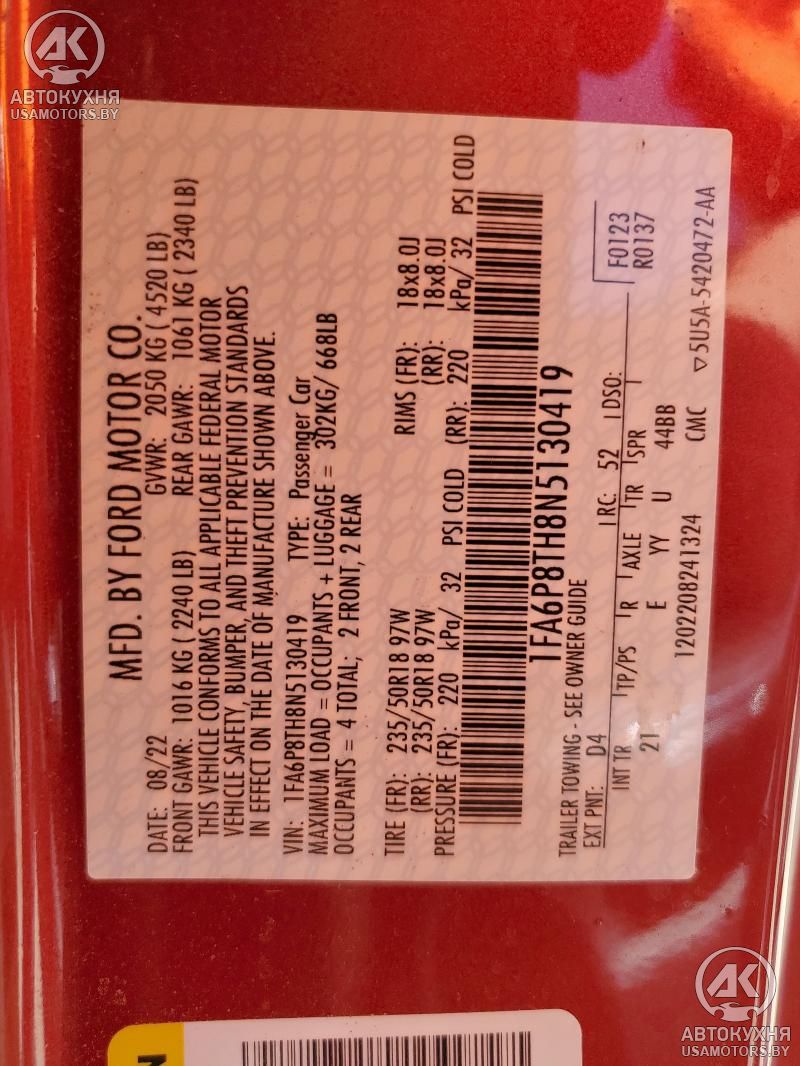 AK
АВТОКУХНЯ
USAMOTORS.BY
MFD. BY FORD MOTOR CO.
DATE: 08/22 GVWR: 2050 KG ( 4520 LB)
FRONT GAWR: 1016 KG (2240 LB) REAR GAWR: 1061 KG ( 2340 LB)
THIS VEHICLE CONFORMS TO ALL APPLICABLE FEDERAL MOTOR
VEHICLE SAFETY, BUMPER, AND THEFT PREVENTION STANDARDS
IN EFFECT ON THE DATE OF MANUFACTURE SHOWN ABOVE.
VIN: 1FA6P8TH8N5130419 TYPE: Passenger Car
MAXIMUM LOAD = OCCUPANTS + LUGGAGE = 302KG/ 668LB
OCCUPANTS = 4 TOTAL; 2 FRONT, 2 REAR
TIRE (FR): 235/50R18 97W RIMS (FR): 18x8.0J
(RR): 235/50R18 97W (RR): 18x8.0J
PRESSURE (FR): 220 kPa/ 32 PSI COLD (RR): 220 kPa/ 32 PSI COLD
1FA6P8TH8N5130419
TRAILER TOWING - SEE OWNER GUIDE
EXT PNT: D4 RC: 52 DSO: F0123
R0137
INT TR TP/PS R AXLE TR SPR
21 E YY U 44BB
1202208241324 CMC ▽5U5A-5420472-AA
N
AK
АВТОКУХНЯ
USAMOTORS.BY